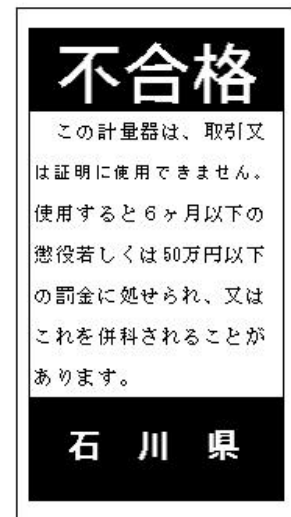 不合格
この計量器は、取引又
は証明に使用できません。
使用すると6ヶ月以下の
懲役若しくは50万円以下
の罰金に処せられ、又は
これを併科されることが
あります。
石川県